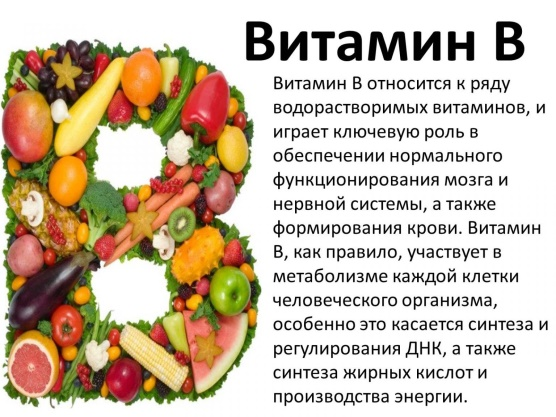 Витамин В
Витамин В относится к ряду
водорастворимых витаминов, и
играет ключевую роль в
обеспечении нормального
функционирования мозга и
нервной системы, а также
формирования крови. Витамин
В, как правило, участвует в
метаболизме каждой клетки
человеческого организма,
особенно это касается синтеза и
регулирования ДНК, а также
синтеза жирных кислот и
производства энергии.